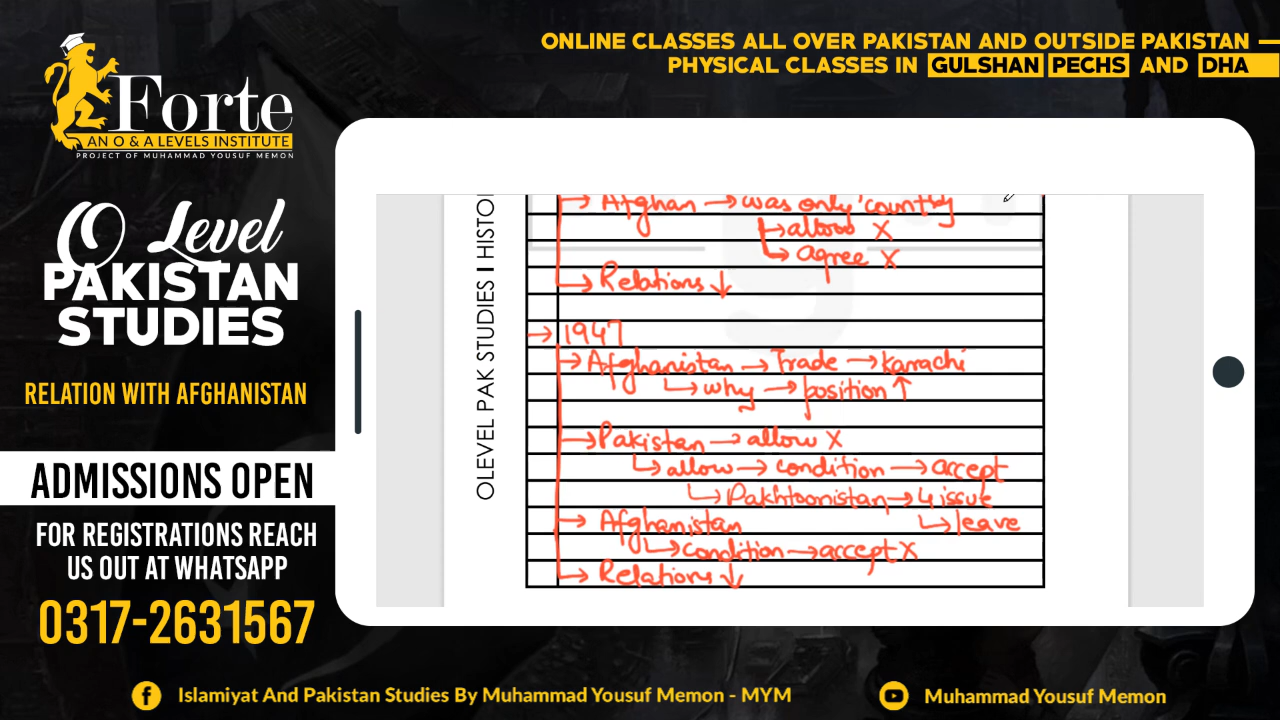 ONLINE CLASSES ALL OVER PAKISTAN AND OUTSIDE PAKISTAN
PHYSICAL CLASSES IN GULSHAN PECHS AND DHA
Forte
AN O & A LEVELS INSTITUTE
PROJECT OF MUHAMMAD YOUSUF MEMON
O Level
PAKISTAN
STUDIES
RELATION WITH AFGHANISTAN
ADMISSIONS OPEN
FOR REGISTRATIONS REACH
US OUT AT WHATSAPP
0317-2631567
OLEVEL PAK STUDIES I HISTO
→ Afghan → was only 'country
→ allow X
→ agree X
→ Relations ↓
→ 1947
→ Afghanistan → Trade → Karachi
→ why → position ↑
→ Pakistan → allow X
→ allow → condition → accept
→ Pakhtoonistan → 4 issue
→ Afghanistan → leave
→ condition → accept X
→ Relations ↓
Islamiyat And Pakistan Studies By Muhammad Yousuf Memon - MYM
Muhammad Yousuf Memon